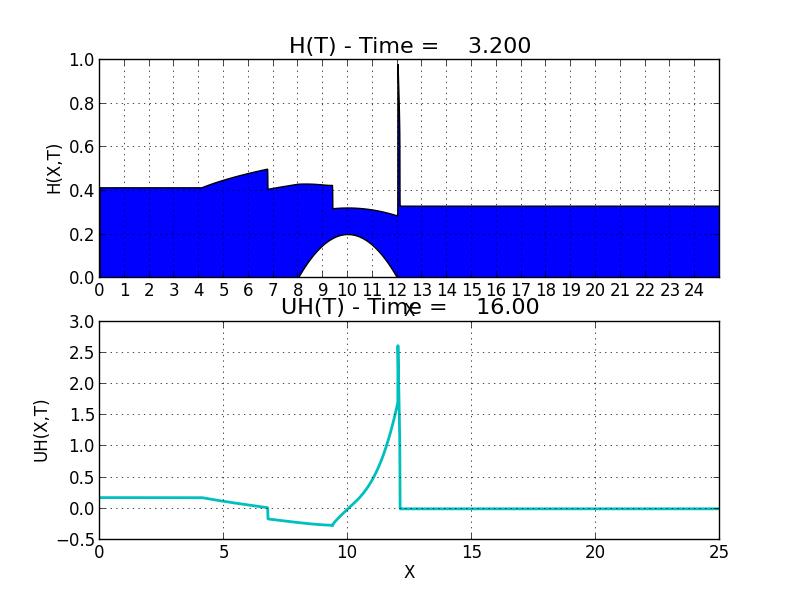 H(T) - Time =    3.200
1.0
0.8
0.6
0.4
0.2
0.0
H(X,T)
0 1 2 3 4 5 6 7 8 9 10 11 12 13 14 15 16 17 18 19 20 21 22 23 24
X
UH(T) - Time =    16.00
3.0
2.5
2.0
1.5
1.0
0.5
0.0
−0.5
UH(X,T)
0 5 10 15 20 25
X